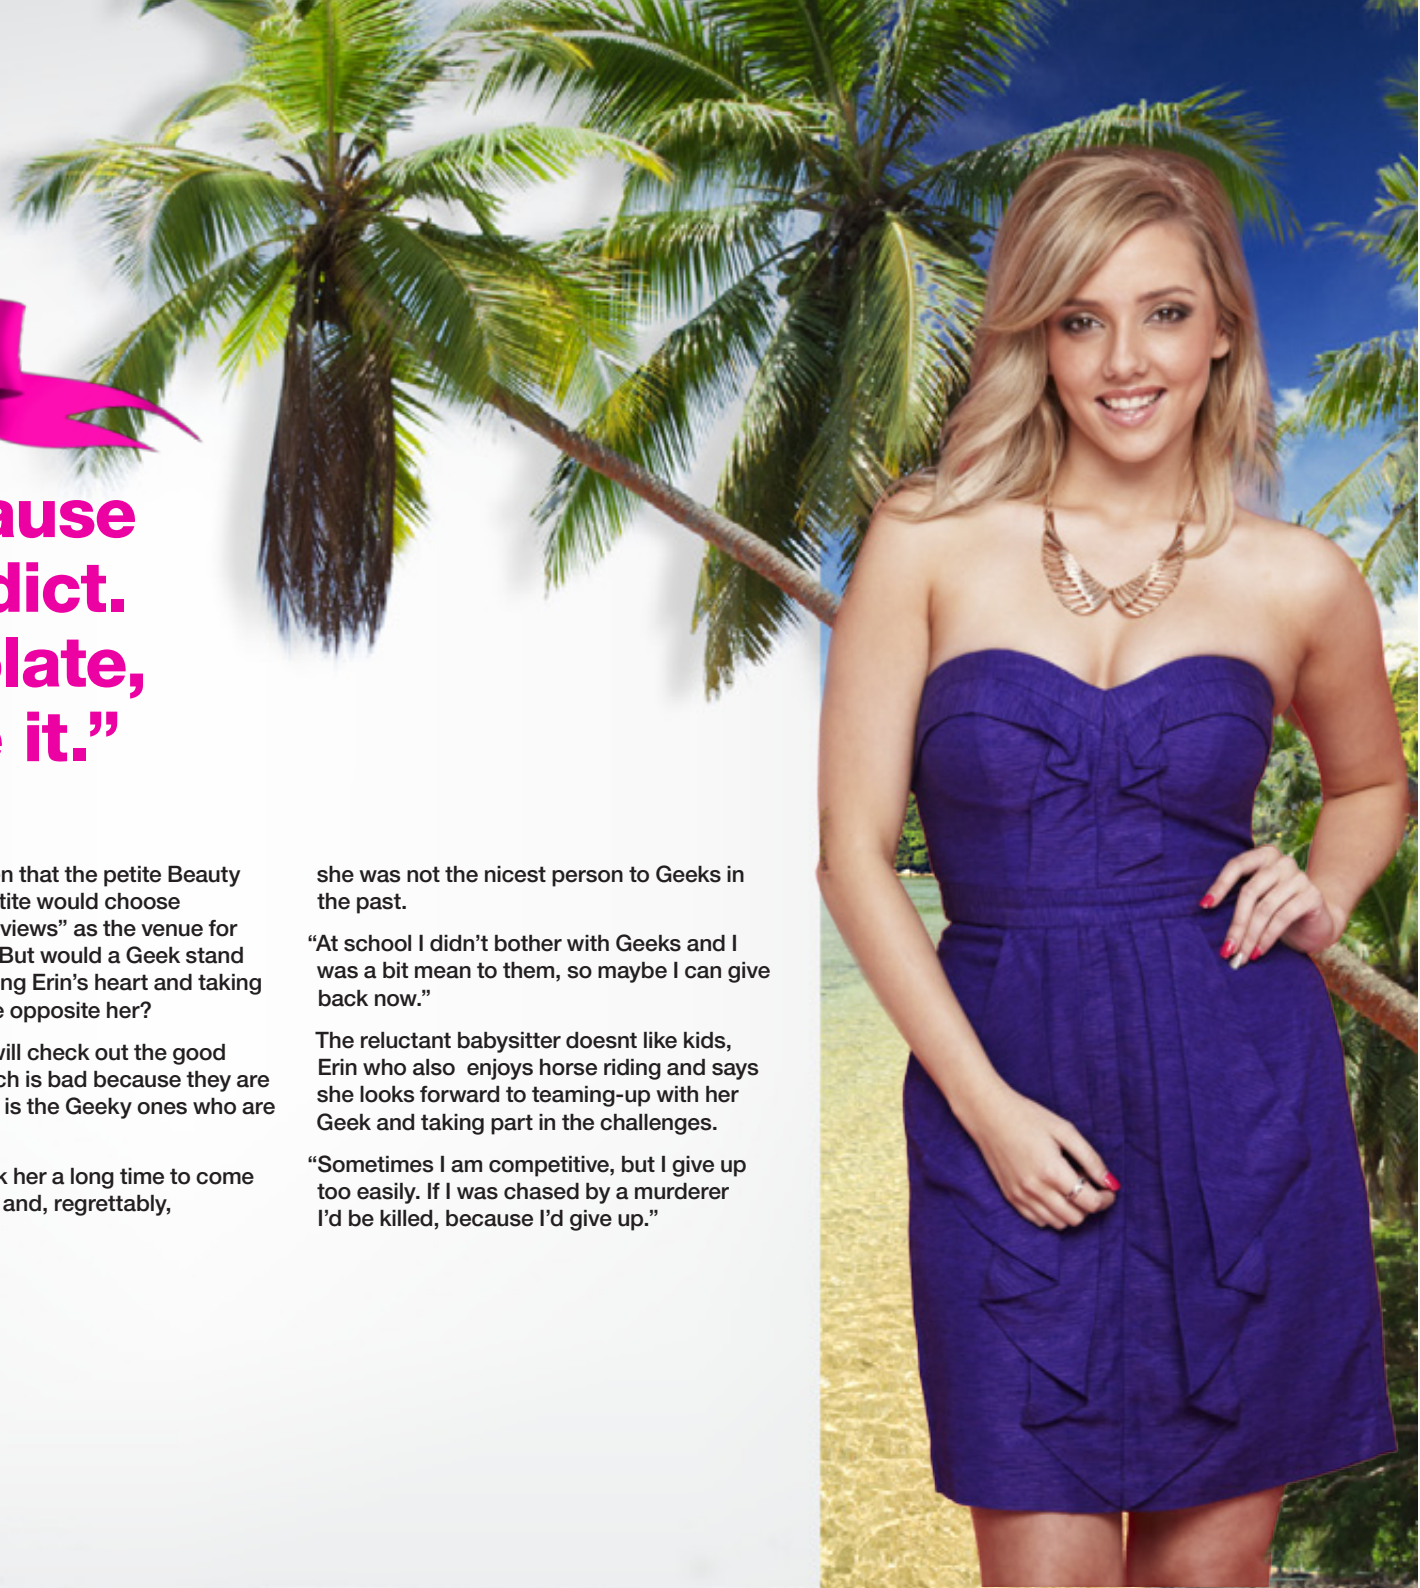 ause
dict.
late,
it.”
n that the petite Beauty
tite would choose
views” as the venue for
But would a Geek stand
ng Erin’s heart and taking
e opposite her?
will check out the good
ch is bad because they are
is the Geeky ones who are
k her a long time to come
and, regrettably,
she was not the nicest person to Geeks in
the past.
“At school I didn’t bother with Geeks and I
was a bit mean to them, so maybe I can give
back now.”
The reluctant babysitter doesnt like kids,
Erin who also enjoys horse riding and says
she looks forward to teaming-up with her
Geek and taking part in the challenges.
“Sometimes I am competitive, but I give up
too easily. If I was chased by a murderer
I’d be killed, because I’d give up.”